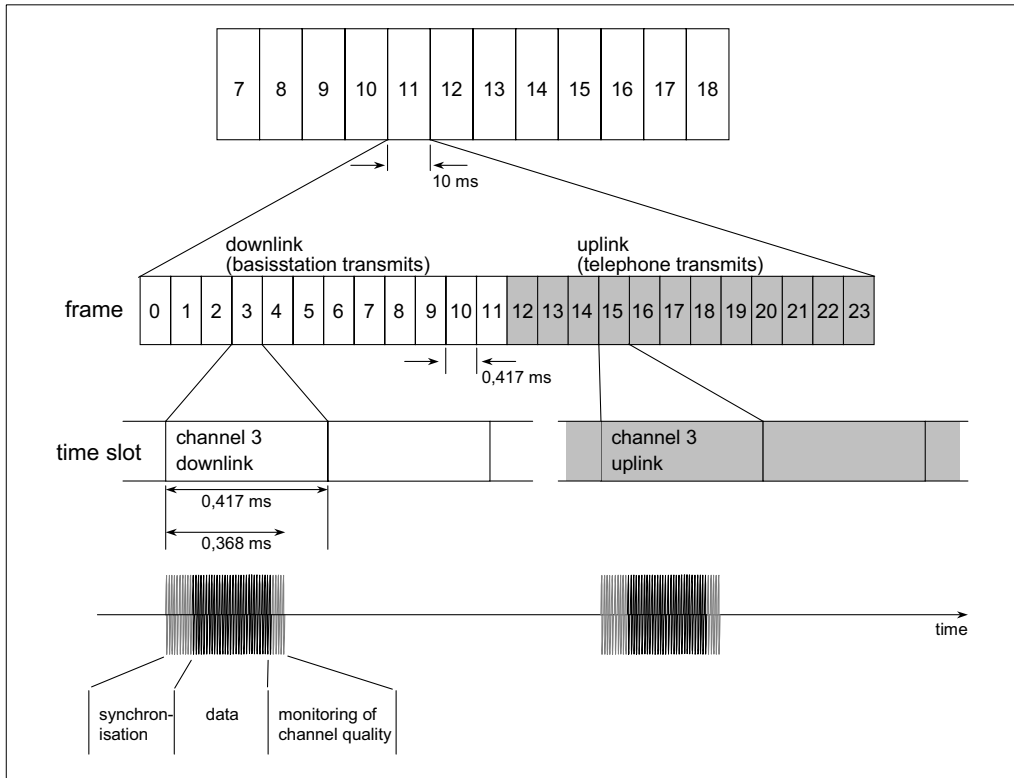 7 8 9 10 11 12 13 14 15 16 17 18
10 ms
downlink
(basisstation transmits)
uplink
(telephone transmits)
frame
0 1 2 3 4 5 6 7 8 9 10 11 12 13 14 15 16 17 18 19 20 21 22 23
0,417 ms
time slot
channel 3
downlink
channel 3
uplink
0,417 ms
0,368 ms
time
synchron-
isation
data
monitoring of
channel quality